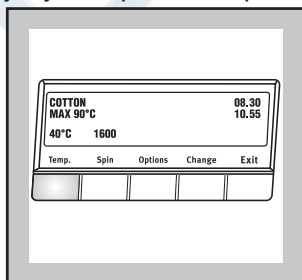 COTTON 08.30
MAX 90°C 10.55
40°C 1600
Temp. Spin Options Change Exit